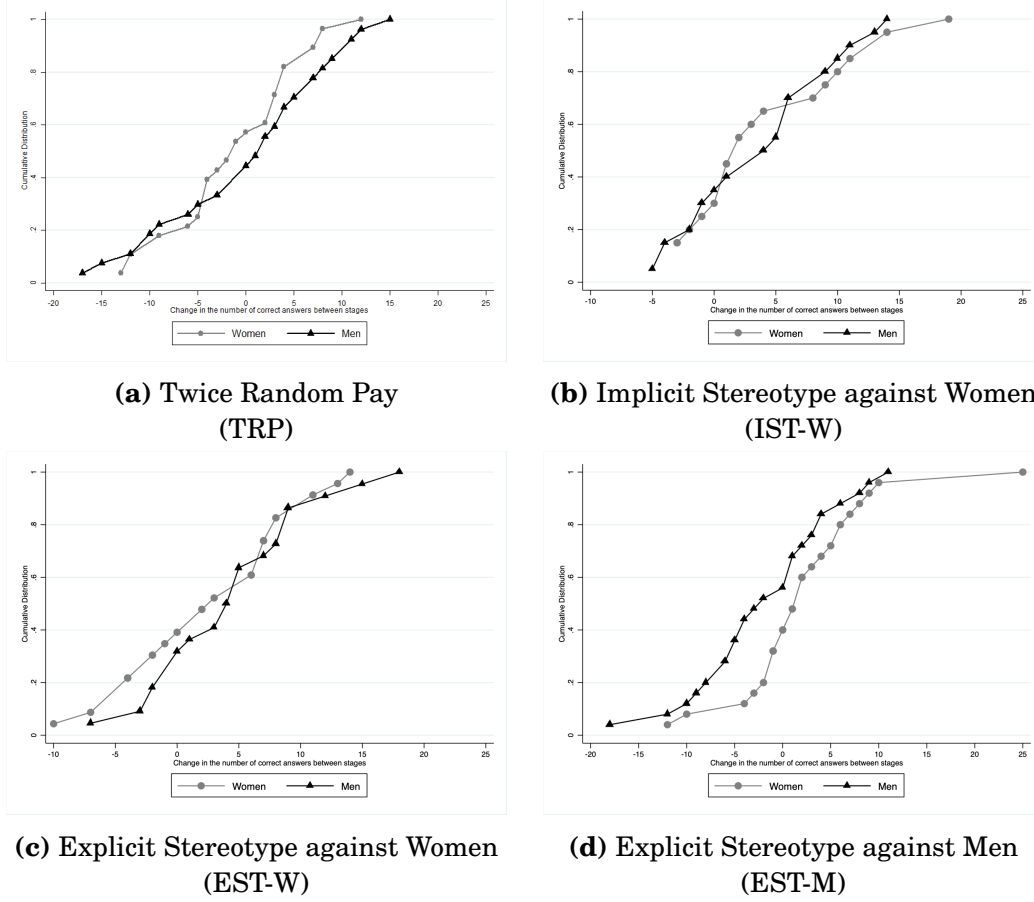 1
.8
.6
.4
.2
0
Cumulative Distribution
-20 -15 -10 -5 0 5 10 15 20 25
Change in the number of correct answers between stages
Women Men
(a) Twice Random Pay
(TRP)
1
.8
.6
.4
.2
0
Cumulative Distribution
-10 -5 0 5 10 15 20 25
Change in the number of correct answers between stages
Women Men
(b) Implicit Stereotype against Women
(IST-W)
1
.8
.6
.4
.2
0
Cumulative Distribution
-10 -5 0 5 10 15 20 25
Change in the number of correct answers between stages
Women Men
(c) Explicit Stereotype against Women
(EST-W)
1
.8
.6
.4
.2
0
Cumulative Distribution
-20 -15 -10 -5 0 5 10 15 20 25
Change in the number of correct answers between stages
Women Men
(d) Explicit Stereotype against Men
(EST-M)